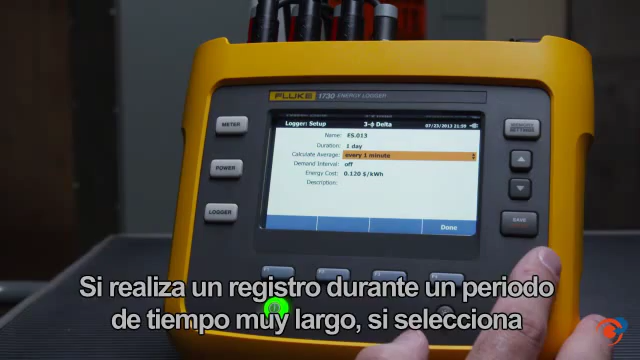 FLUKE 1730 ENERGY LOGGER
Logger: Setup 3-ϕ Delta 07/23/2013 21:59
Name: ES.013
Duration: 1 day
Calculate Average: every 1 minute
Demand Interval: off
Energy Cost: 0.120 $/kWh
Description:
Done
METER
POWER
LOGGER
SAVE
Si realiza un registro durante un periodo
de tiempo muy largo, si selecciona